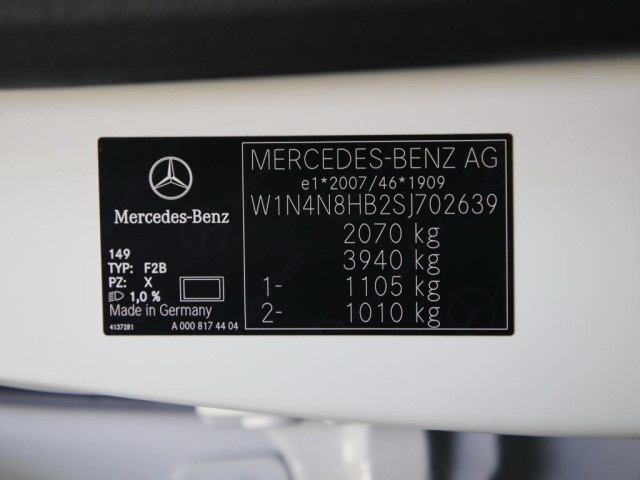 Mercedes-Benz
149
TYP: F2B
PZ: X
1,0 %
Made in Germany
4137281 A 000 817 44 04
MERCEDES-BENZ AG
e1*2007/46*1909
W1N4N8HB2SJ702639
2070 kg
3940 kg
1- 1105 kg
2- 1010 kg